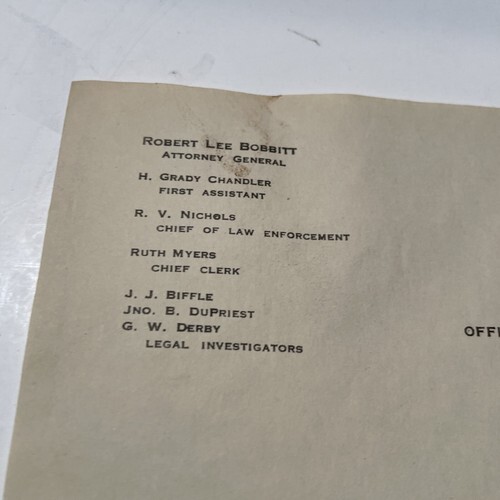 Robert Lee Bobbitt
Attorney General
H. Grady Chandler
First Assistant
R. V. Nichols
Chief of Law Enforcement
Ruth Myers
Chief Clerk
J. J. Biffle
Jno. B. DuPriest
G. W. Derby
Legal Investigators